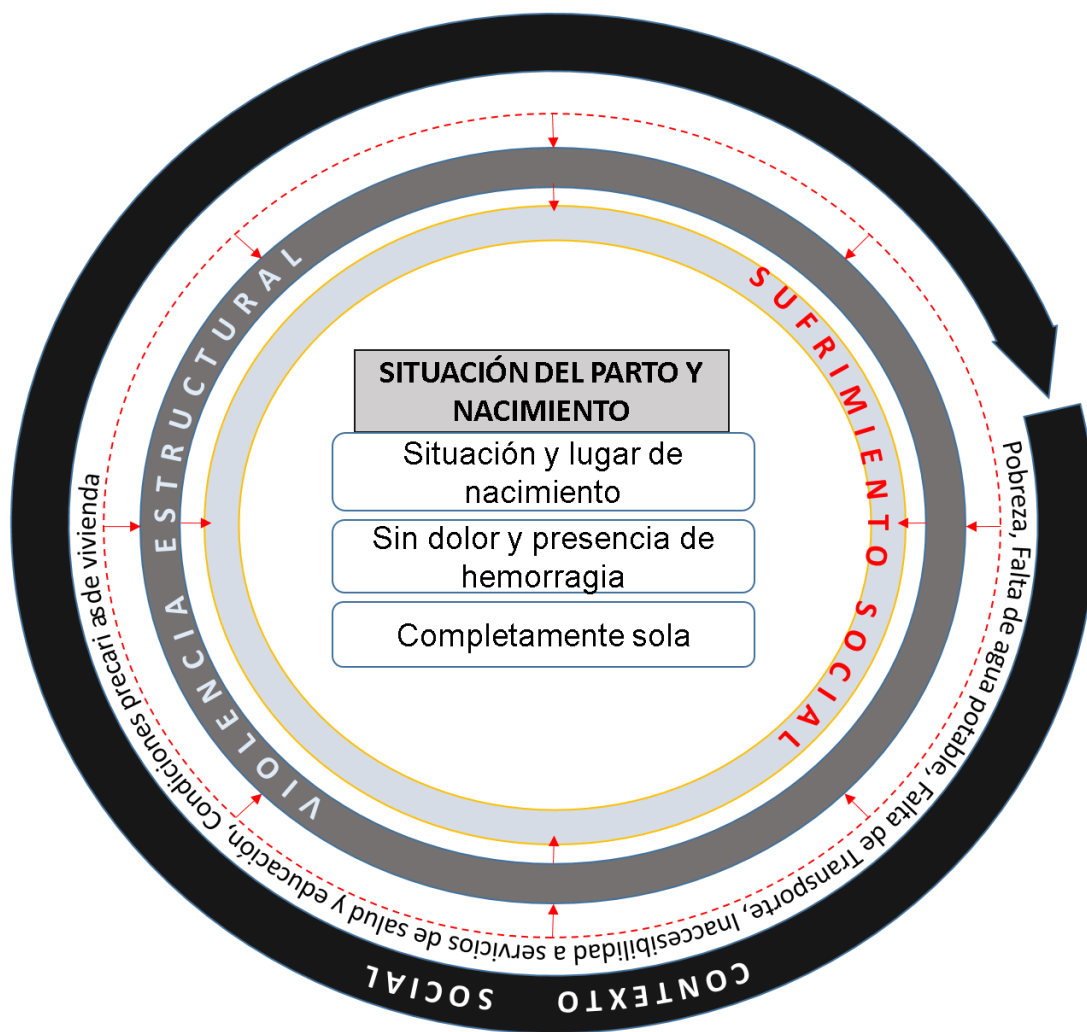 SITUACIÓN DEL PARTO Y
NACIMIENTO
Situación y lugar de
nacimiento
Sin dolor y presencia de
hemorragia
Completamente sola
SUFRIMIENTO SOCIAL
VIOLENCIA ESTRUCTURAL
Pobreza, Falta de agua potable, Falta de Transporte, Inaccesibilidad a servicios de salud y educación, Condiciones precari as de vivienda
CONTEXTO SOCIAL